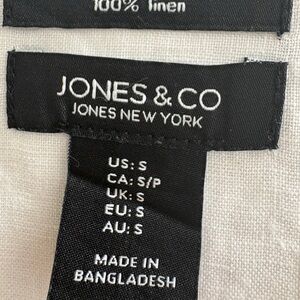 100% linen
JONES & CO
JONES NEW YORK
US: S
CA: S/P
UK: S
EU: S
AU: S
MADE IN
BANGLADESH